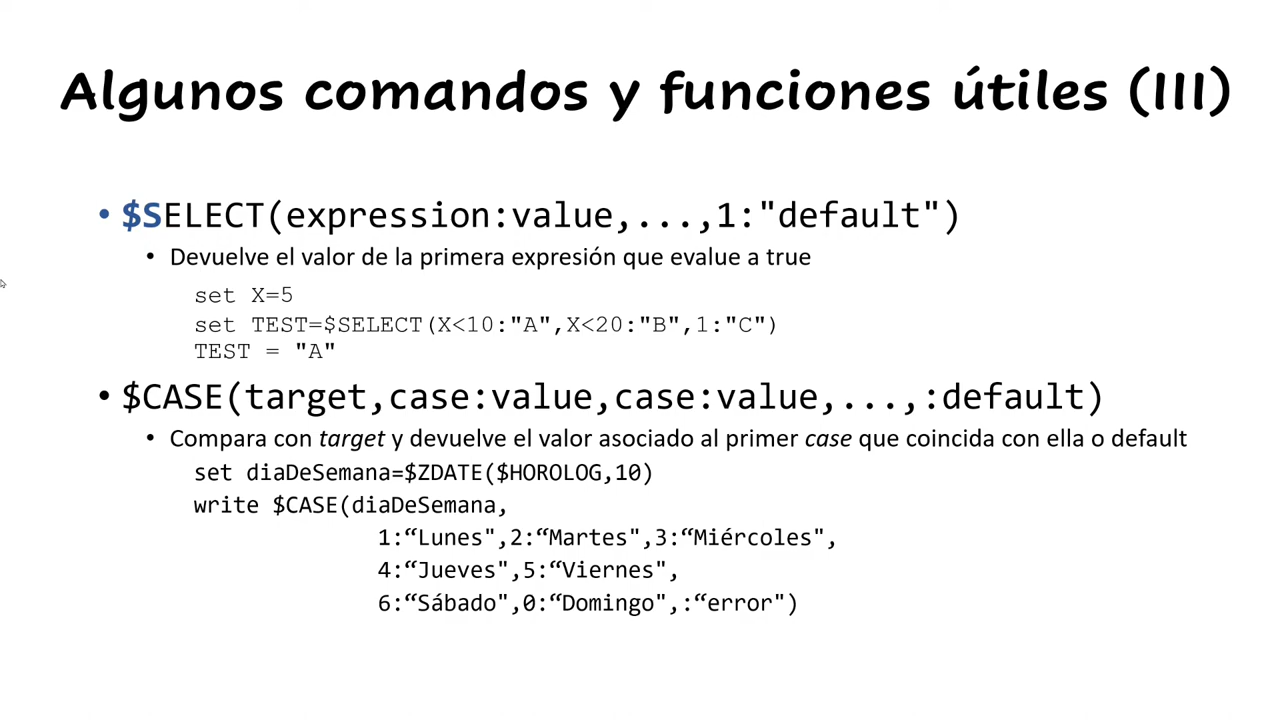 Algunos comandos y funciones útiles (III)
• $SELECT(expression:value,...,1:"default")
• Devuelve el valor de la primera expresión que evalue a true
set X=5
set TEST=$SELECT(X<10:"A",X<20:"B",1:"C")
TEST = "A"
• $CASE(target,case:value,case:value,...,:default)
• Compara con target y devuelve el valor asociado al primer case que coincida con ella o default
set diaDeSemana=$ZDATE($HOROLOG,10)
write $CASE(diaDeSemana,
1:“Lunes",2:“Martes",3:“Miércoles",
4:“Jueves",5:“Viernes",
6:“Sábado",0:“Domingo",:“error")